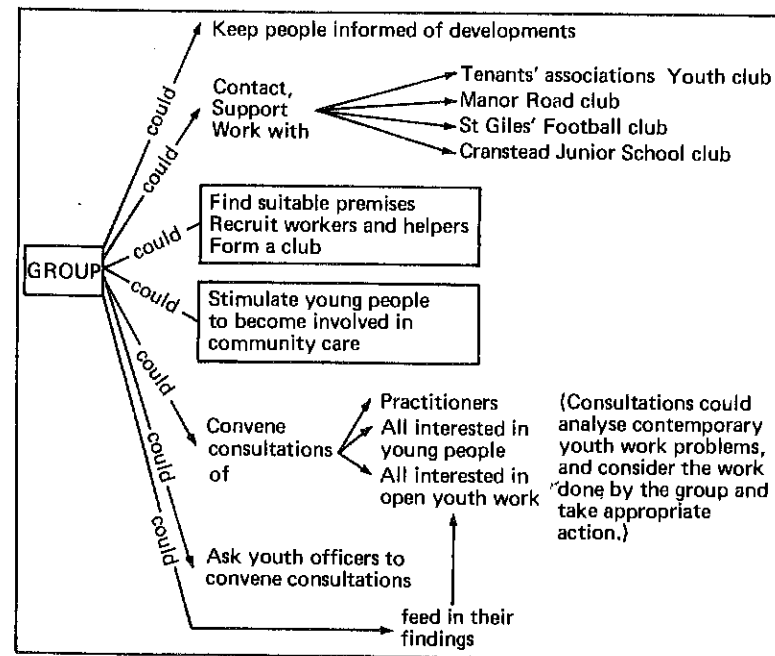 Keep people informed of developments
could
Contact,
Support
Work with
could
Tenants' associations Youth club
Manor Road club
St Giles' Football club
Cranstead Junior School club
could
Find suitable premises
Recruit workers and helpers
Form a club
GROUP
could
Stimulate young people
to become involved in
community care
could
Convene
consultations
of
Practitioners
All interested in
young people
All interested in
open youth work
(Consultations could
analyse contemporary
youth work problems,
and consider the work
done by the group and
take appropriate
action.)
could
Ask youth officers to
convene consultations
could
feed in their
findings